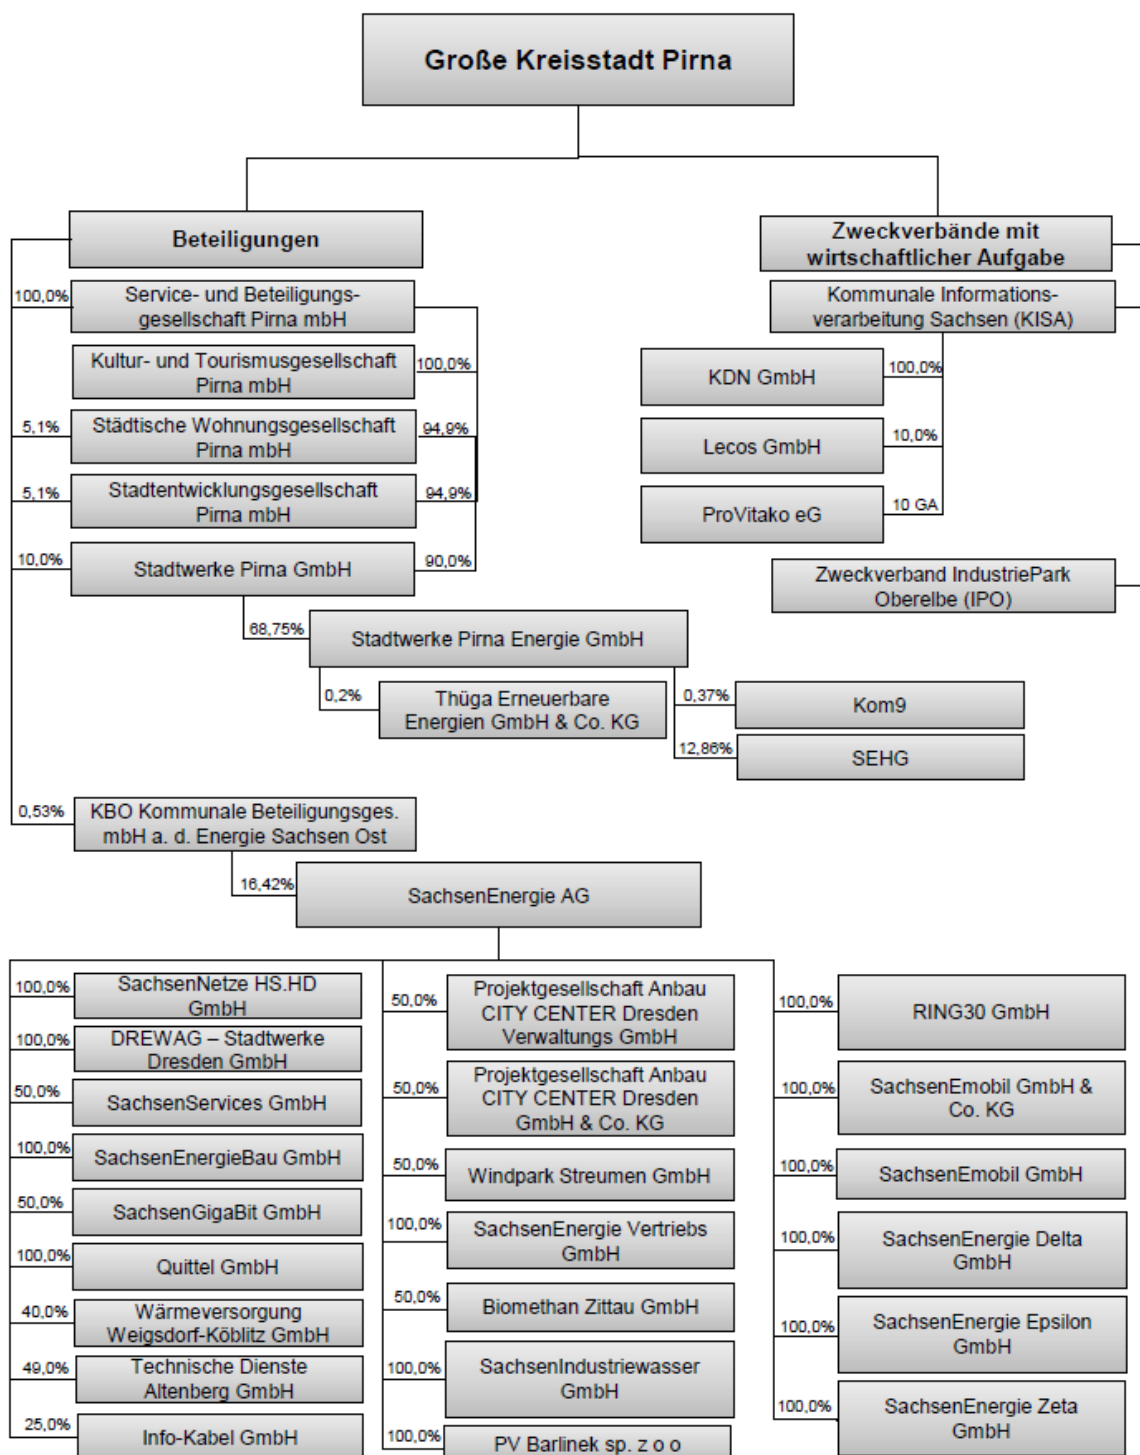 Große Kreisstadt Pirna
Beteiligungen
100,0%
Service- und Beteiligungs-
gesellschaft Pirna mbH
Kultur- und Tourismusgesellschaft
Pirna mbH
100,0%
5,1%
Städtische Wohnungsgesellschaft
Pirna mbH
94,9%
5,1%
Stadtentwicklungsgesellschaft
Pirna mbH
94,9%
10,0%
Stadtwerke Pirna GmbH
90,0%
68,75%
Stadtwerke Pirna Energie GmbH
0,2%
Thüga Erneuerbare
Energien GmbH & Co. KG
0,37%
Kom9
12,86%
SEHG
Zweckverbände mit
wirtschaftlicher Aufgabe
Kommunale Informations-
verarbeitung Sachsen (KISA)
KDN GmbH
100,0%
Lecos GmbH
10,0%
ProVitako eG
10 GA
Zweckverband IndustriePark
Oberelbe (IPO)
0,53%
KBO Kommunale Beteiligungsges.
mbH a. d. Energie Sachsen Ost
16,42%
SachsenEnergie AG
100,0%
SachsenNetze HS.HD
GmbH
100,0%
DREWAG – Stadtwerke
Dresden GmbH
50,0%
SachsenServices GmbH
100,0%
SachsenEnergieBau GmbH
50,0%
SachsenGigaBit GmbH
100,0%
Quittel GmbH
40,0%
Wärmeversorgung
Weigsdorf-Köblitz GmbH
49,0%
Technische Dienste
Altenberg GmbH
25,0%
Info-Kabel GmbH
50,0%
Projektgesellschaft Anbau
CITY CENTER Dresden
Verwaltungs GmbH
50,0%
Projektgesellschaft Anbau
CITY CENTER Dresden
GmbH & Co. KG
50,0%
Windpark Streumen GmbH
100,0%
SachsenEnergie Vertriebs
GmbH
50,0%
Biomethan Zittau GmbH
100,0%
SachsenIndustriewasser
GmbH
100,0%
PV Barlinek sp. z o o
100,0%
RING30 GmbH
100,0%
SachsenEmobil GmbH &
Co. KG
100,0%
SachsenEmobil GmbH
100,0%
SachsenEnergie Delta
GmbH
100,0%
SachsenEnergie Epsilon
GmbH
100,0%
SachsenEnergie Zeta
GmbH